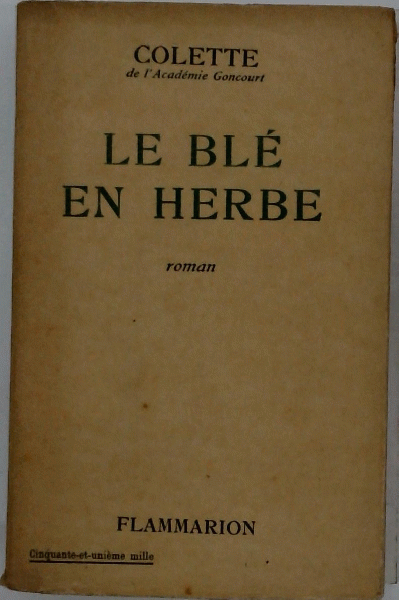 COLETTE
de l'Académie Goncourt
LE BLÉ
EN HERBE
roman
FLAMMARION
Cinquante-et-unième mille